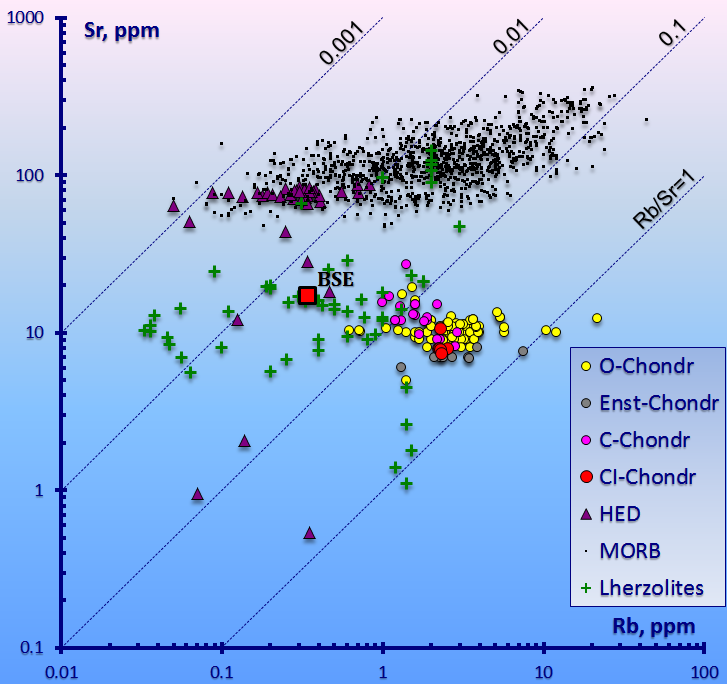 1000
Sr, ppm
0.001
0.01
0.1
100
Rb/Sr=1
BSE
10
O-Chondr
Enst-Chondr
C-Chondr
CI-Chondr
1
HED
MORB
Lherzolites
Rb, ppm
0.1
0.01
0.1
1
10
100